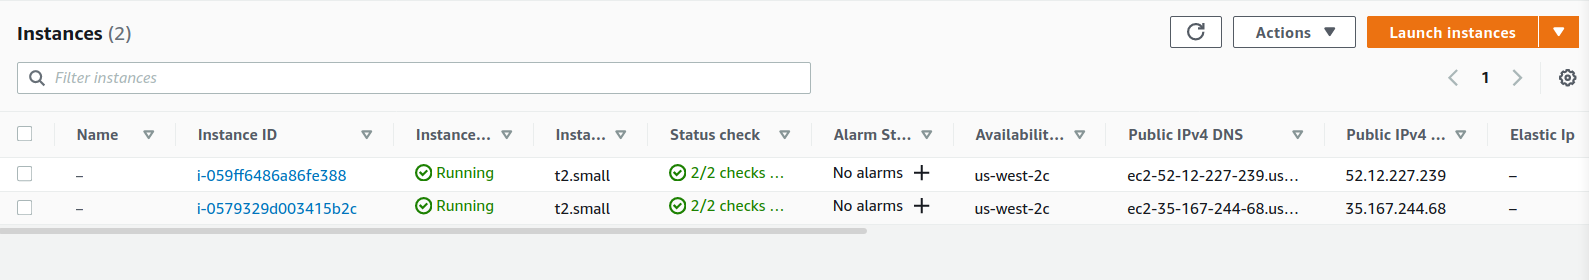 Instances (2)
Actions
Launch instances
Filter instances
1
Name Instance ID Instance... Insta... Status check Alarm St... Availabilit... Public IPv4 DNS Public IPv4 ... Elastic Ip
– i-059ff6486a86fe388 Running t2.small 2/2 checks ... No alarms + us-west-2c ec2-52-12-227-239.us... 52.12.227.239 –
– i-0579329d003415b2c Running t2.small 2/2 checks ... No alarms + us-west-2c ec2-35-167-244-68.us... 35.167.244.68 –